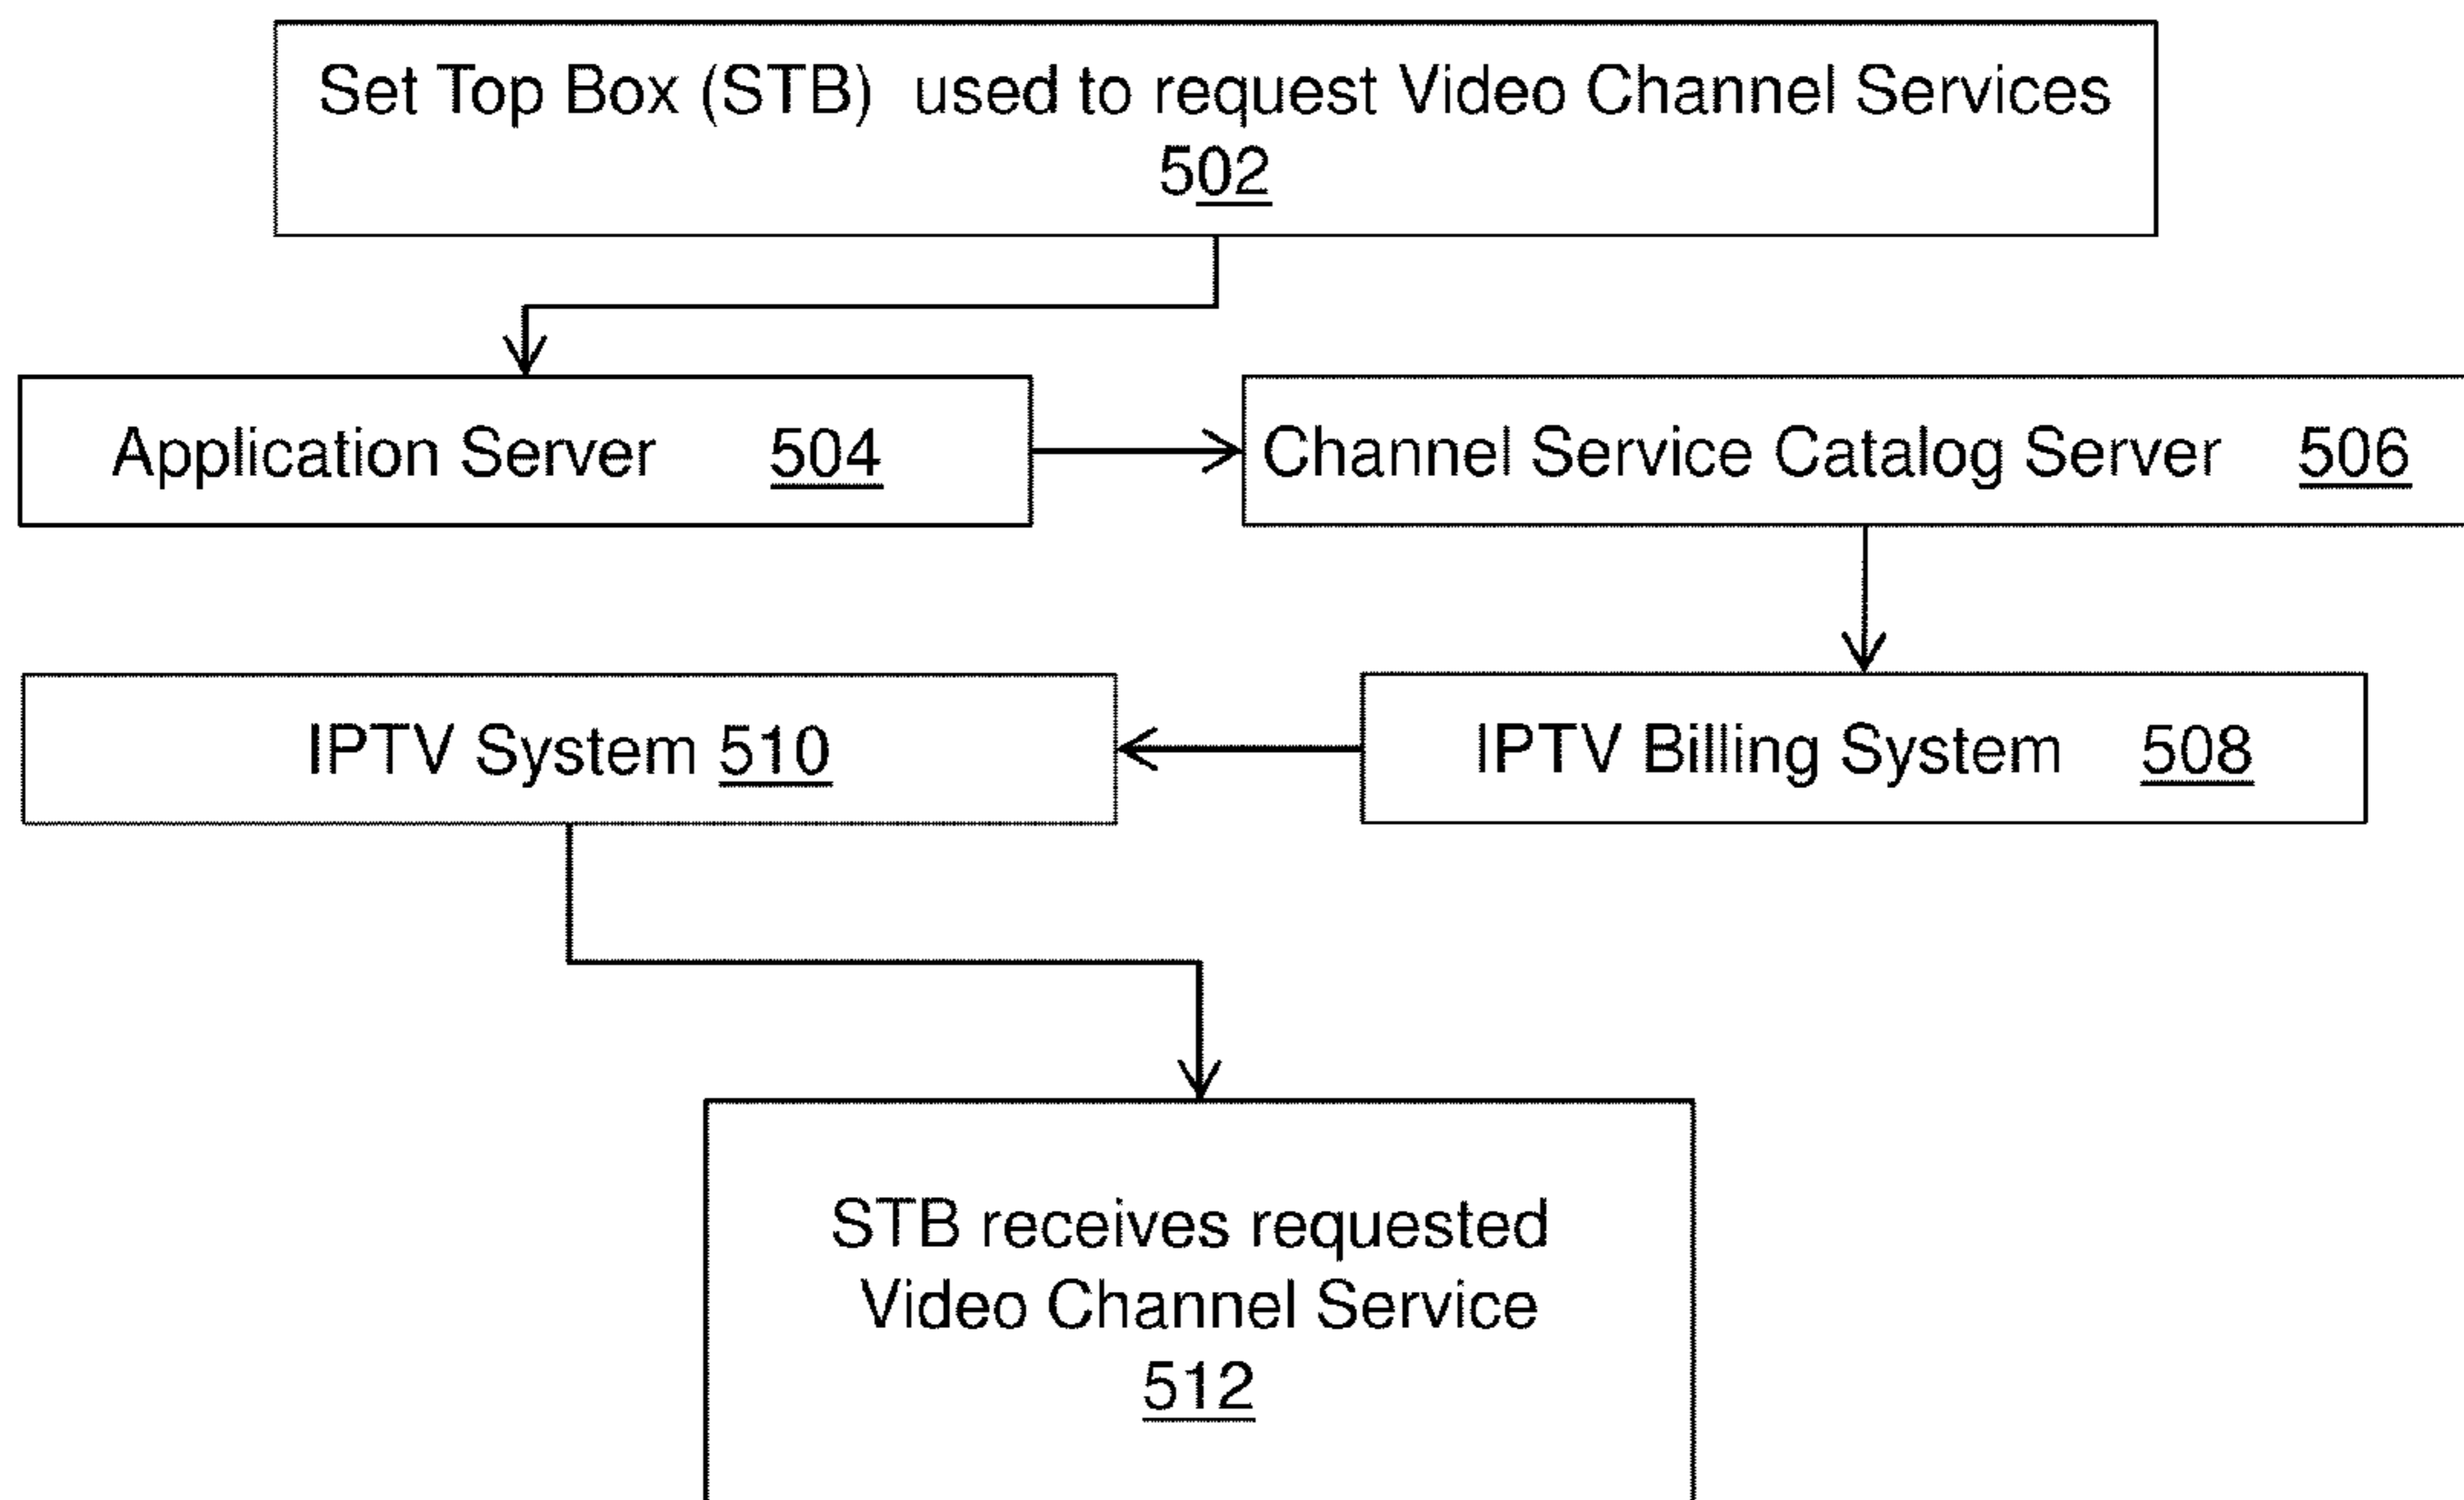 Set Top Box (STB) used to request Video Channel Services
502
Application Server 504
Channel Service Catalog Server 506
IPTV System 510
IPTV Billing System 508
STB receives requested
Video Channel Service
512